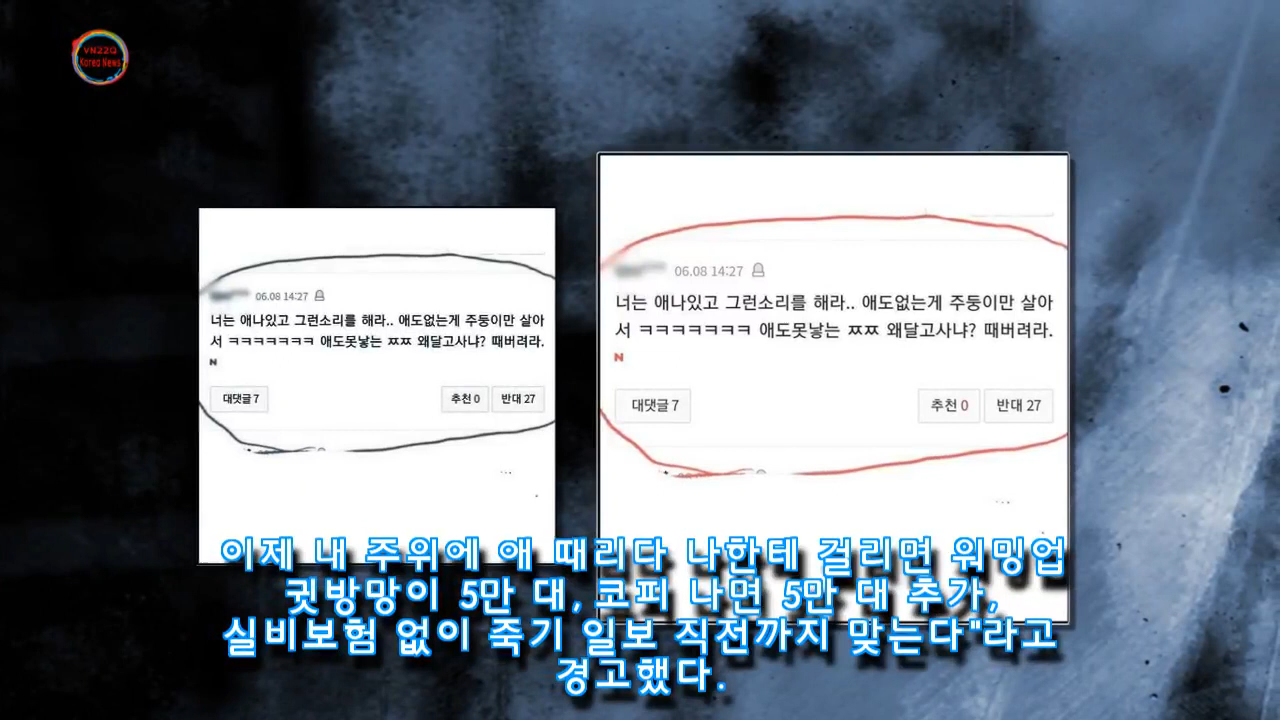 VN22Q
Korea News
06.08 14:27
너는 애나있고 그런소리를 해라.. 애도없는게 주둥이만 살아
서 ㅋㅋㅋㅋㅋㅋㅋ 애도못낳는 ㅉㅉ 왜달고사냐? 때버려라.
N
대댓글 7
추천 0
반대 27
06.08 14:27
너는 애나있고 그런소리를 해라.. 애도없는게 주둥이만 살아
서 ㅋㅋㅋㅋㅋㅋㅋ 애도못낳는 ㅉㅉ 왜달고사냐? 때버려라.
N
대댓글 7
추천 0
반대 27
이제 내 주위에 애 때리다 나한테 걸리면 워밍업
귓방망이 5만 대, 코피 나면 5만 대 추가,
실비보험 없이 죽기 일보 직전까지 맞는다"라고
경고했다.